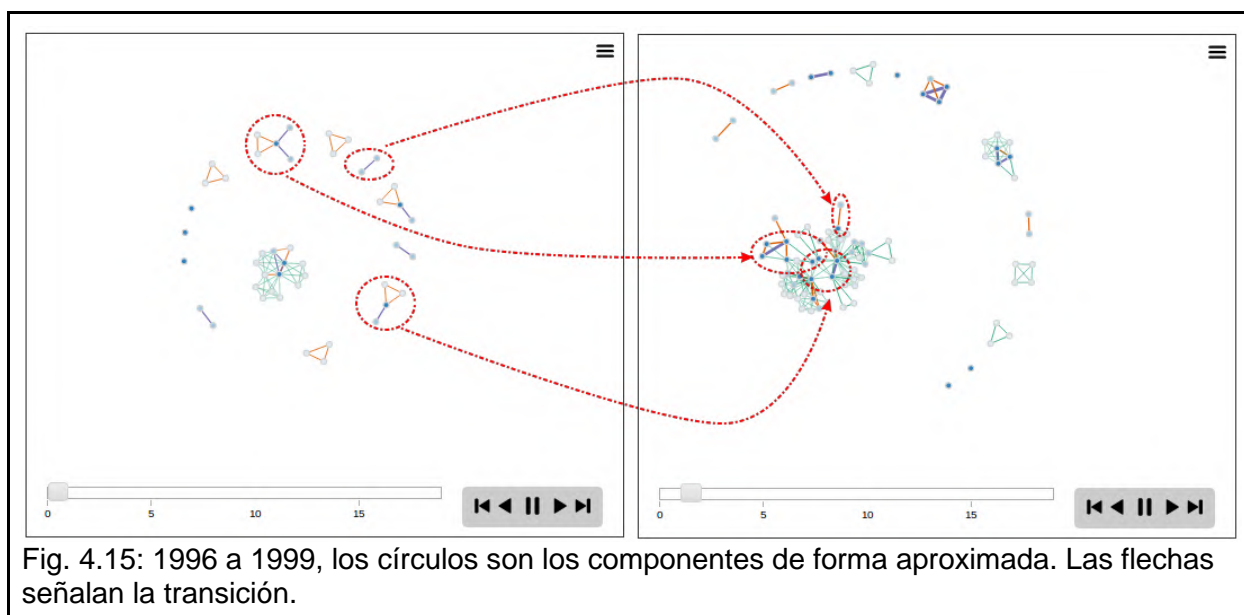 0 5 10 15
0 5 10 15
Fig. 4.15: 1996 a 1999, los círculos son los componentes de forma aproximada. Las flechas
señalan la transición.